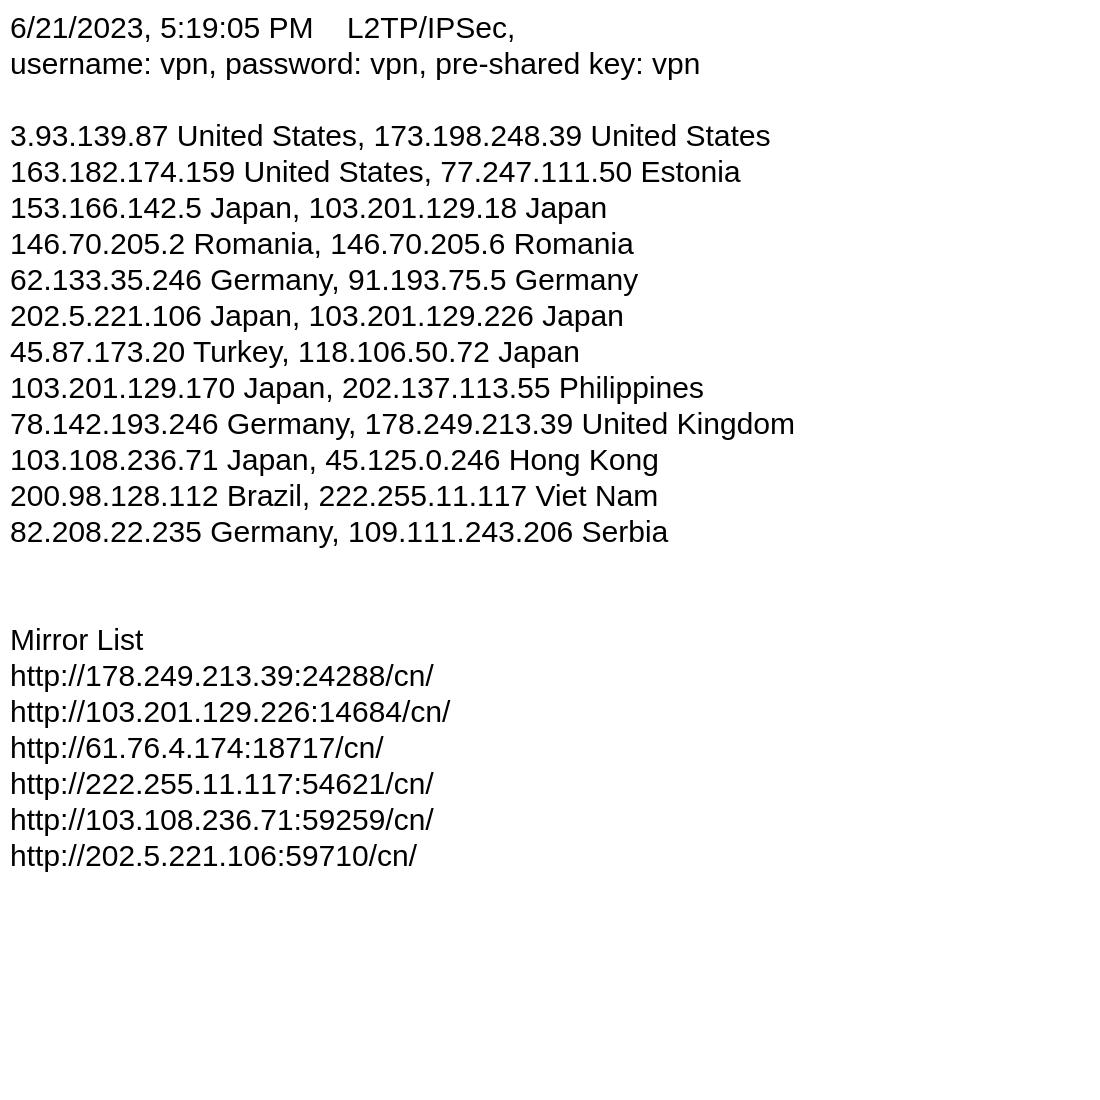 6/21/2023, 5:19:05 PM    L2TP/IPSec,
username: vpn, password: vpn, pre-shared key: vpn
3.93.139.87 United States, 173.198.248.39 United States
163.182.174.159 United States, 77.247.111.50 Estonia
153.166.142.5 Japan, 103.201.129.18 Japan
146.70.205.2 Romania, 146.70.205.6 Romania
62.133.35.246 Germany, 91.193.75.5 Germany
202.5.221.106 Japan, 103.201.129.226 Japan
45.87.173.20 Turkey, 118.106.50.72 Japan
103.201.129.170 Japan, 202.137.113.55 Philippines
78.142.193.246 Germany, 178.249.213.39 United Kingdom
103.108.236.71 Japan, 45.125.0.246 Hong Kong
200.98.128.112 Brazil, 222.255.11.117 Viet Nam
82.208.22.235 Germany, 109.111.243.206 Serbia
Mirror List
http://178.249.213.39:24288/cn/
http://103.201.129.226:14684/cn/
http://61.76.4.174:18717/cn/
http://222.255.11.117:54621/cn/
http://103.108.236.71:59259/cn/
http://202.5.221.106:59710/cn/